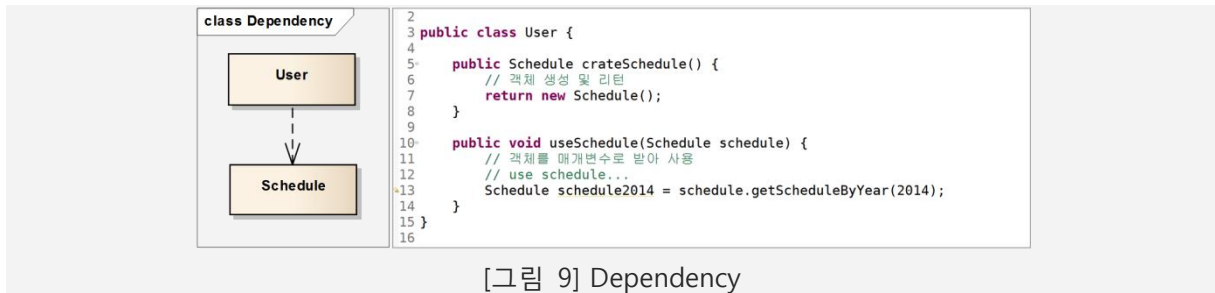 class Dependency
User
Schedule
2
3 public class User {
4
5 public Schedule crateSchedule() {
6 // 객체 생성 및 리턴
7 return new Schedule();
8 }
9
10 public void useSchedule(Schedule schedule) {
11 // 객체를 매개변수로 받아 사용
12 // use schedule...
13 Schedule schedule2014 = schedule.getScheduleByYear(2014);
14 }
15 }
16
[그림 9] Dependency